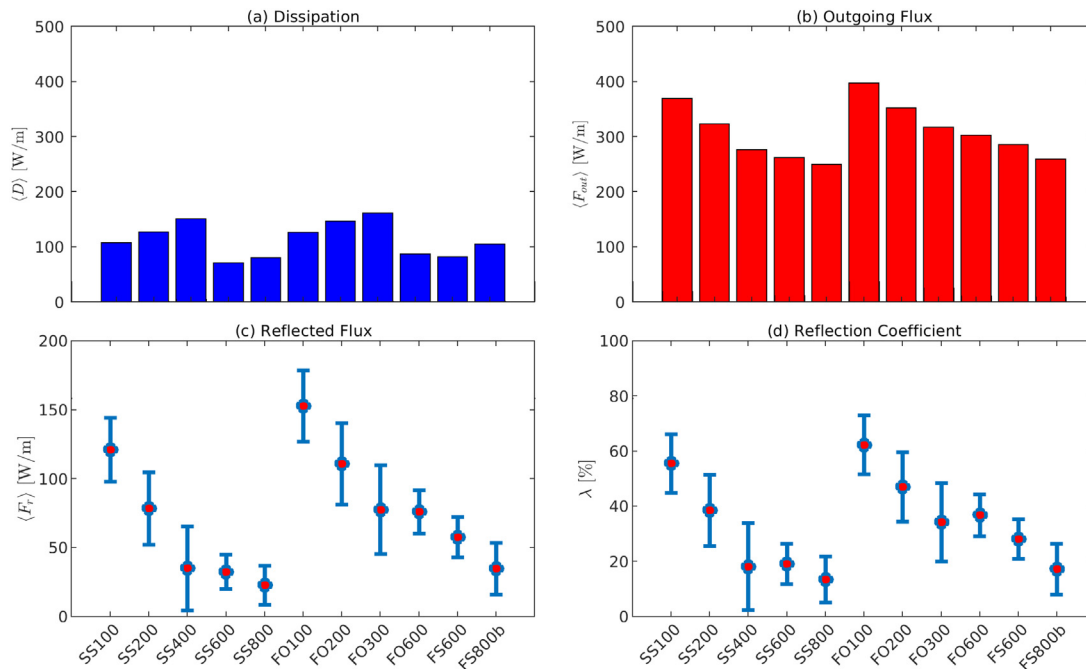 (a) Dissipation
500
400
300
200
100
0
⟨D⟩ [W/m]
(b) Outgoing Flux
500
400
300
200
100
0
⟨F_out⟩ [W/m]
(c) Reflected Flux
200
150
100
50
0
⟨F_r⟩ [W/m]
SS100 SS200 SS400 SS600 SS800 FO100 FO200 FO300 FO600 FS600 FS800b
(d) Reflection Coefficient
100
80
60
40
20
0
λ [%]
SS100 SS200 SS400 SS600 SS800 FO100 FO200 FO300 FO600 FS600 FS800b